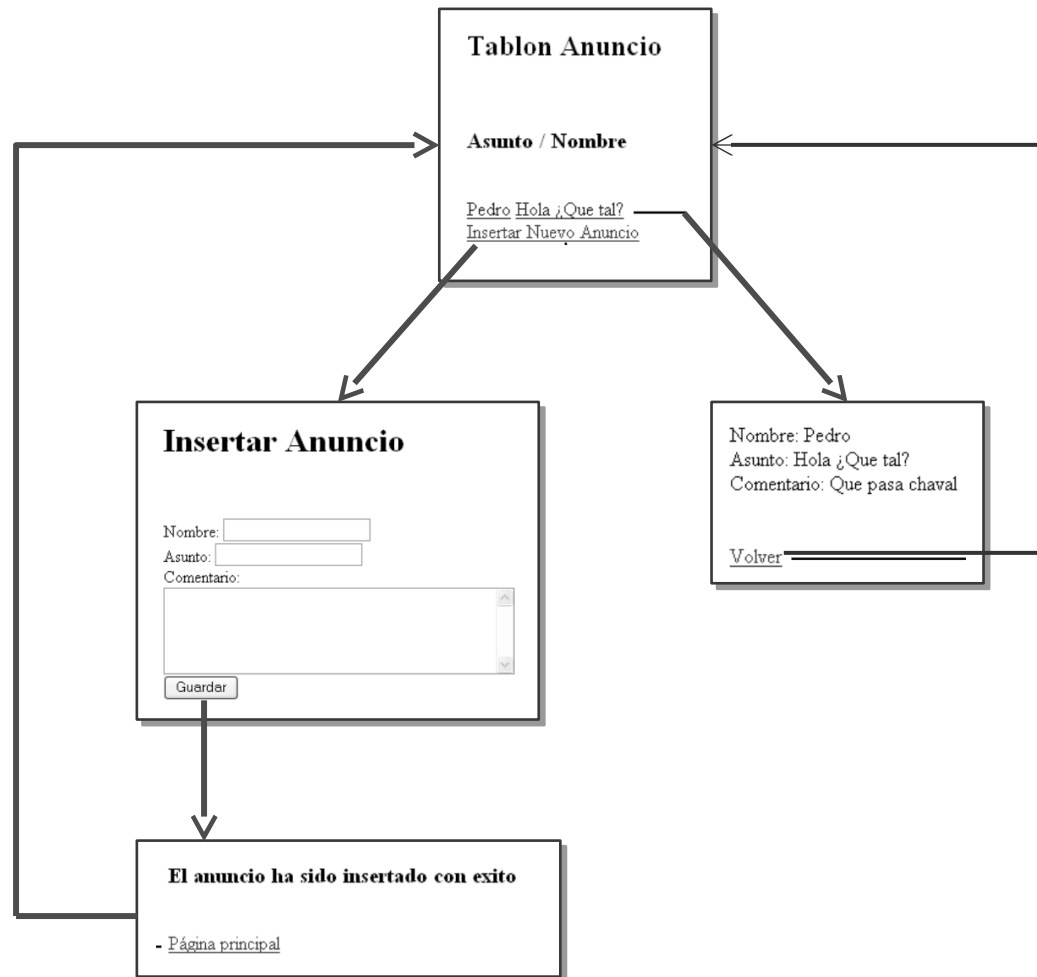 Tablon Anuncio
Asunto / Nombre
Pedro Hola ¿Que tal?
Insertar Nuevo Anuncio
Insertar Anuncio
Nombre:
Asunto:
Comentario:
Guardar
Nombre: Pedro
Asunto: Hola ¿Que tal?
Comentario: Que pasa chaval
Volver
El anuncio ha sido insertado con exito
- Página principal